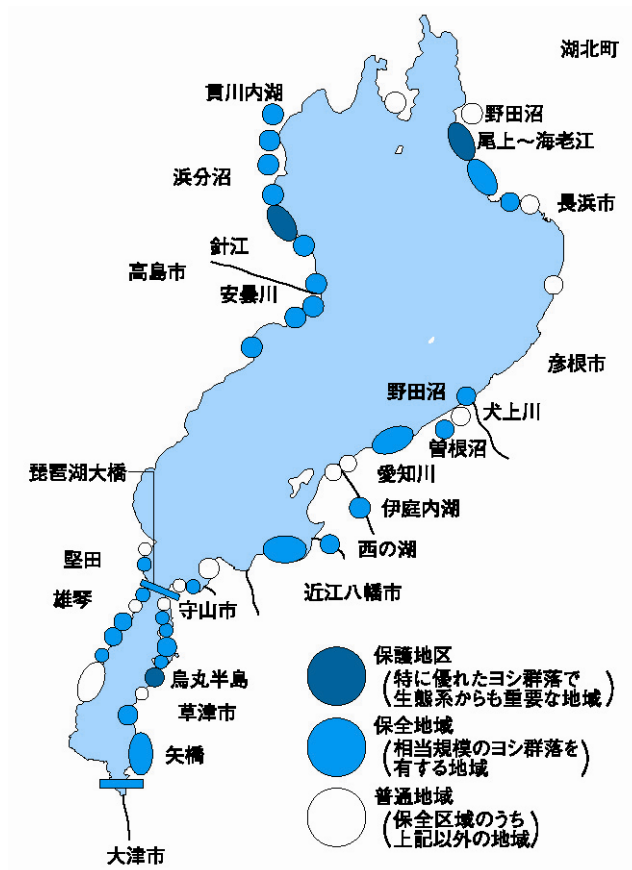 湖北町
貫川内湖
野田沼
尾上〜海老江
浜分沼
長浜市
針江
高島市
安曇川
彦根市
野田沼
犬上川
曽根沼
琵琶湖大橋
愛知川
伊庭内湖
西の湖
堅田
近江八幡市
雄琴
守山市
保護地区
(特に優れたヨシ群落で
生態系からも重要な地域)
烏丸半島
草津市
保全地域
(相当規模のヨシ群落を
有する地域)
矢橋
普通地域
(保全区域のうち
上記以外の地域)
大津市